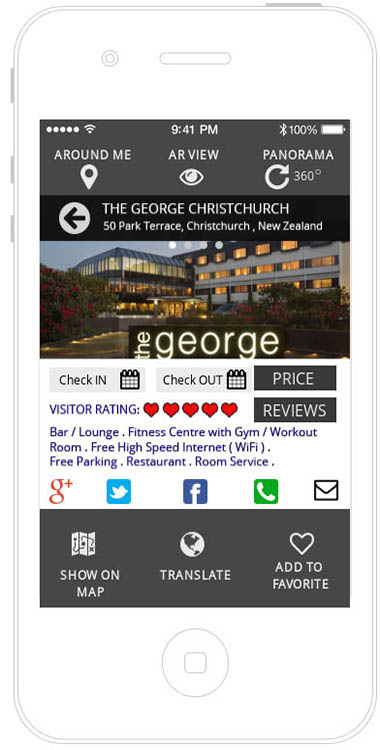 9:41 PM 100%
AROUND ME AR VIEW PANORAMA
360°
THE GEORGE CHRISTCHURCH
50 Park Terrace, Christchurch , New Zealand
the george
Check IN Check OUT PRICE
VISITOR RATING: REVIEWS
Bar / Lounge . Fitness Centre with Gym / Workout
Room . Free High Speed Internet ( WiFi ) .
Free Parking . Restaurant . Room Service .
g+ f
SHOW ON MAP
TRANSLATE
ADD TO FAVORITE